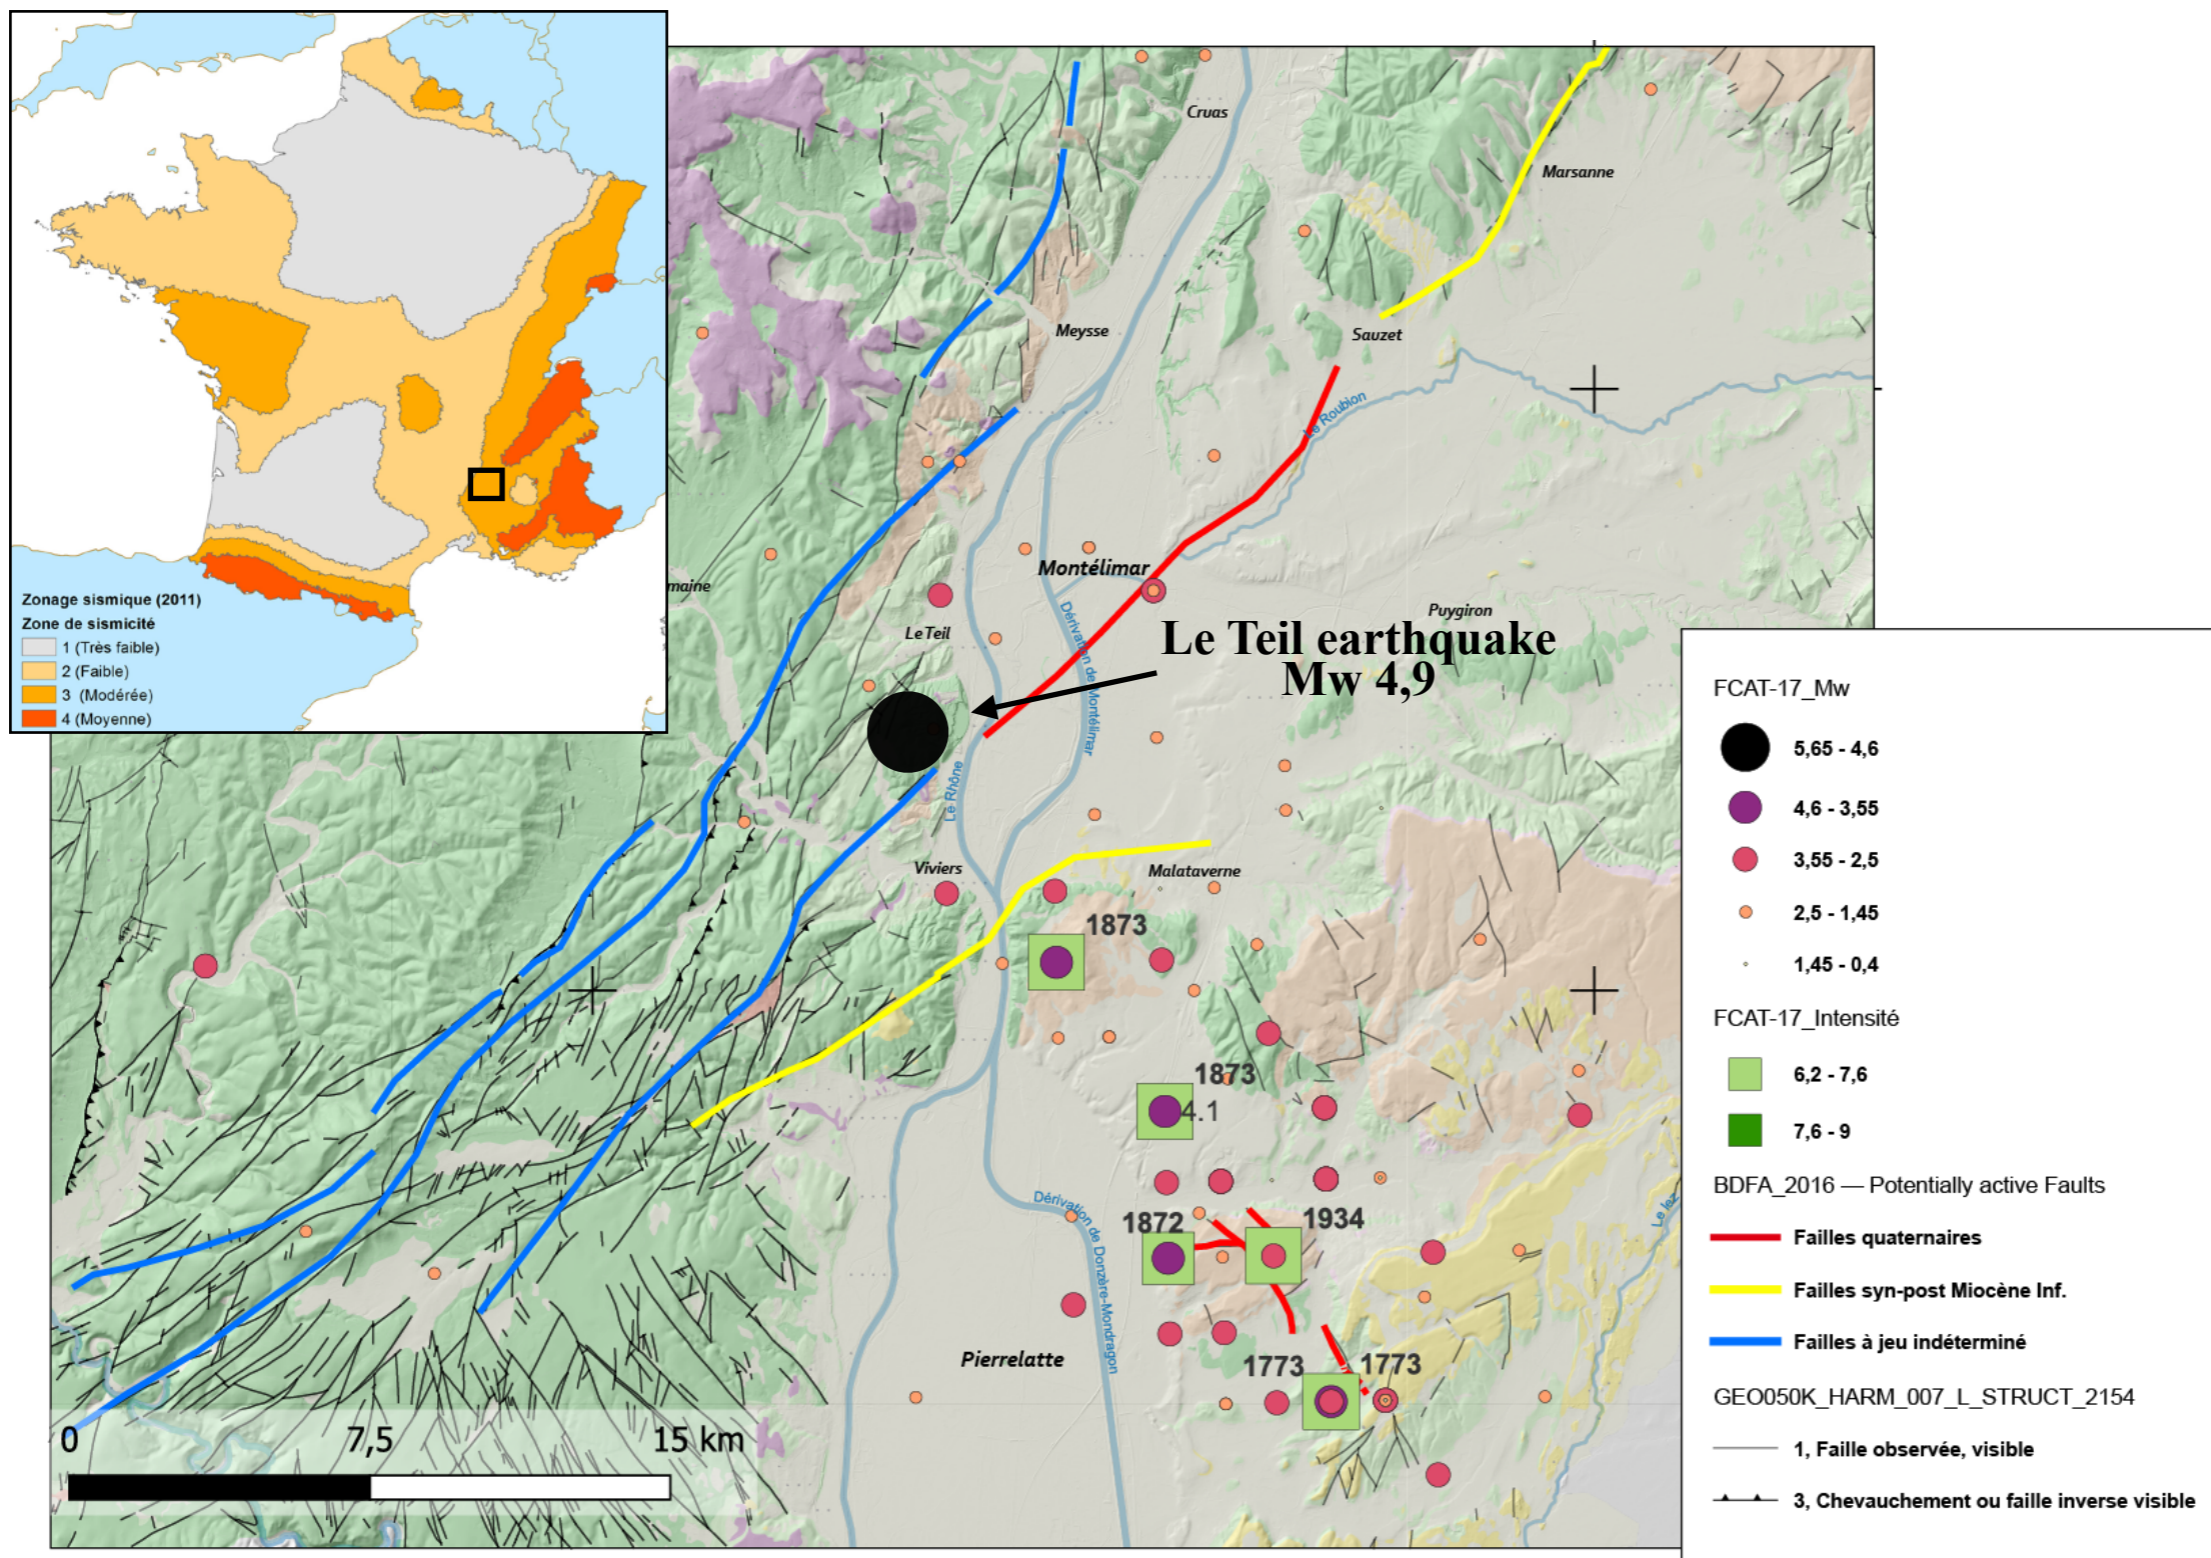 Zonage sismique (2011)
Zone de sismicité
1 (Très faible)
2 (Faible)
3 (Modérée)
4 (Moyenne)
Cruas
Marsanne
Meysse
Sauzet
Le Roubion
Montélimar
maine
Puygiron
Le Teil
Dérivation de Montélimar
Le Teil earthquake
Mw 4,9
Le Rhône
Viviers
Malataverne
1873
1873
4.1
1872
1934
Dérivation de Donzère-Mondragon
Le lez
Pierrelatte
1773
1773
0
7,5
15 km
FCAT-17_Mw
5,65 - 4,6
4,6 - 3,55
3,55 - 2,5
2,5 - 1,45
1,45 - 0,4
FCAT-17_Intensité
6,2 - 7,6
7,6 - 9
BDFA_2016 — Potentially active Faults
Failles quaternaires
Failles syn-post Miocène Inf.
Failles à jeu indéterminé
GEO050K_HARM_007_L_STRUCT_2154
1, Faille observée, visible
3, Chevauchement ou faille inverse visible